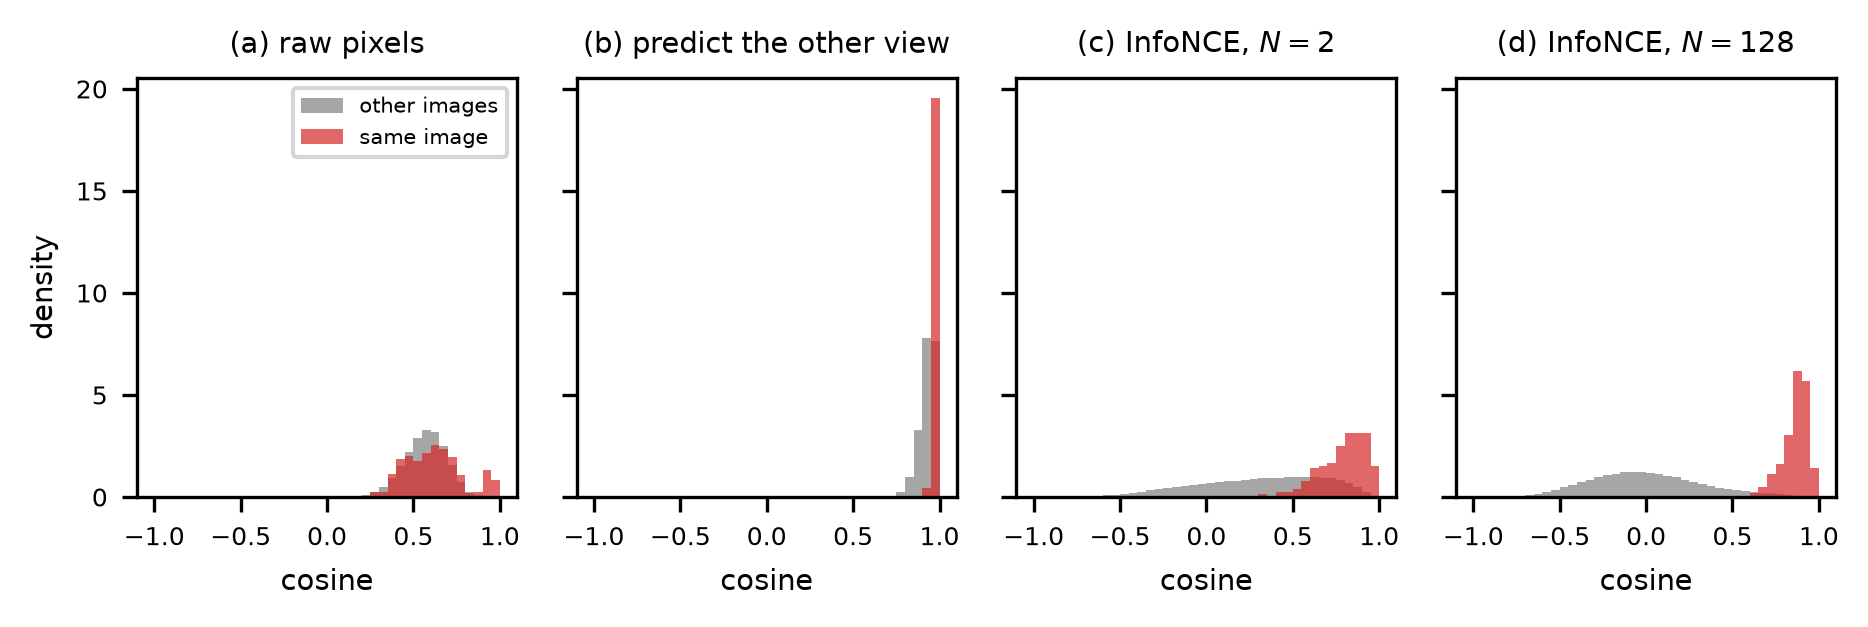 (a) raw pixels
(b) predict the other view
(c) InfoNCE, N = 2
(d) InfoNCE, N = 128
other images
same image
density
20
15
10
5
0
−1.0 −0.5 0.0 0.5 1.0
−1.0 −0.5 0.0 0.5 1.0
−1.0 −0.5 0.0 0.5 1.0
−1.0 −0.5 0.0 0.5 1.0
cosine
cosine
cosine
cosine